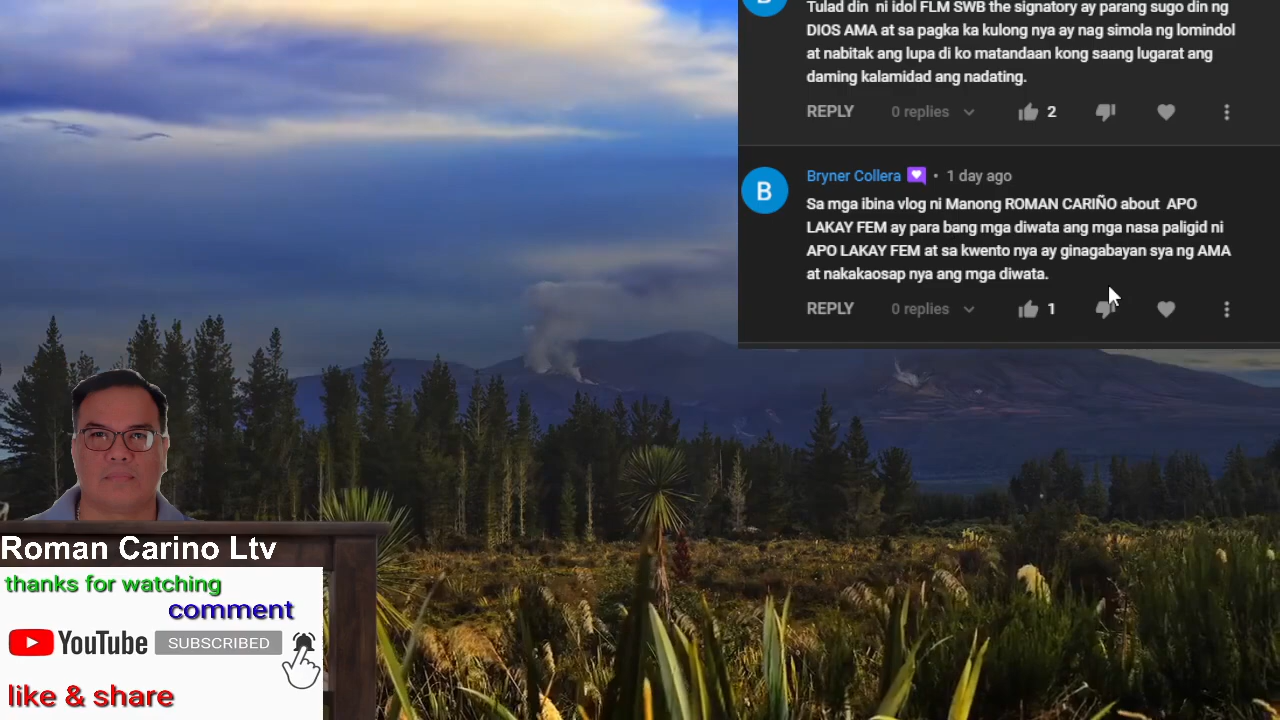 Tulad din ni idol FLM SWB the signatory ay parang sugo din ng
DIOS AMA at sa pagka ka kulong nya ay nag simola ng lomindol
at nabitak ang lupa di ko matandaan kong saang lugarat ang
daming kalamidad ang nadating.
REPLY 0 replies 2
B
Bryner Collera • 1 day ago
Sa mga ibina vlog ni Manong ROMAN CARIÑO about APO
LAKAY FEM ay para bang mga diwata ang mga nasa paligid ni
APO LAKAY FEM at sa kwento nya ay ginagabayan sya ng AMA
at nakakaosap nya ang mga diwata.
REPLY 0 replies 1
Roman Carino Ltv
thanks for watching
comment
YouTube SUBSCRIBED
like & share